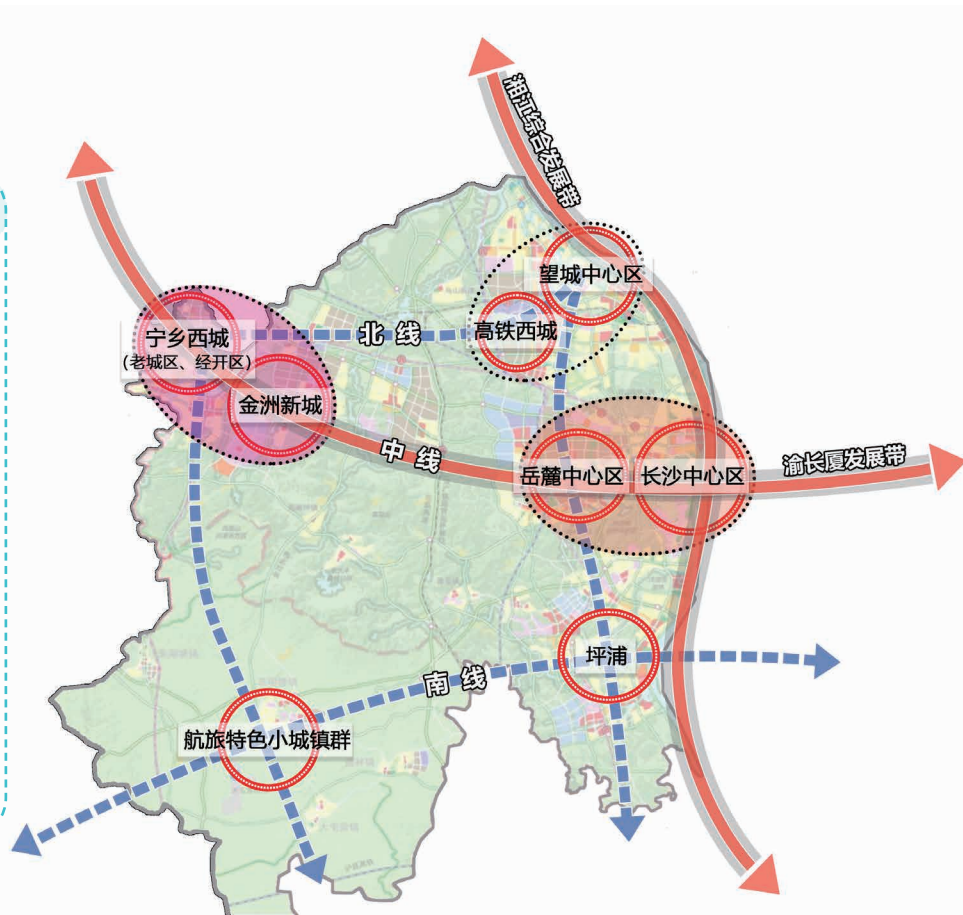 湘江综合发展带
望城中心区
高铁西城
北线
宁乡西城
(老城区、经开区)
金洲新城
中线
岳麓中心区
长沙中心区
渝长厦发展带
坪浦
南线
航旅特色小城镇群